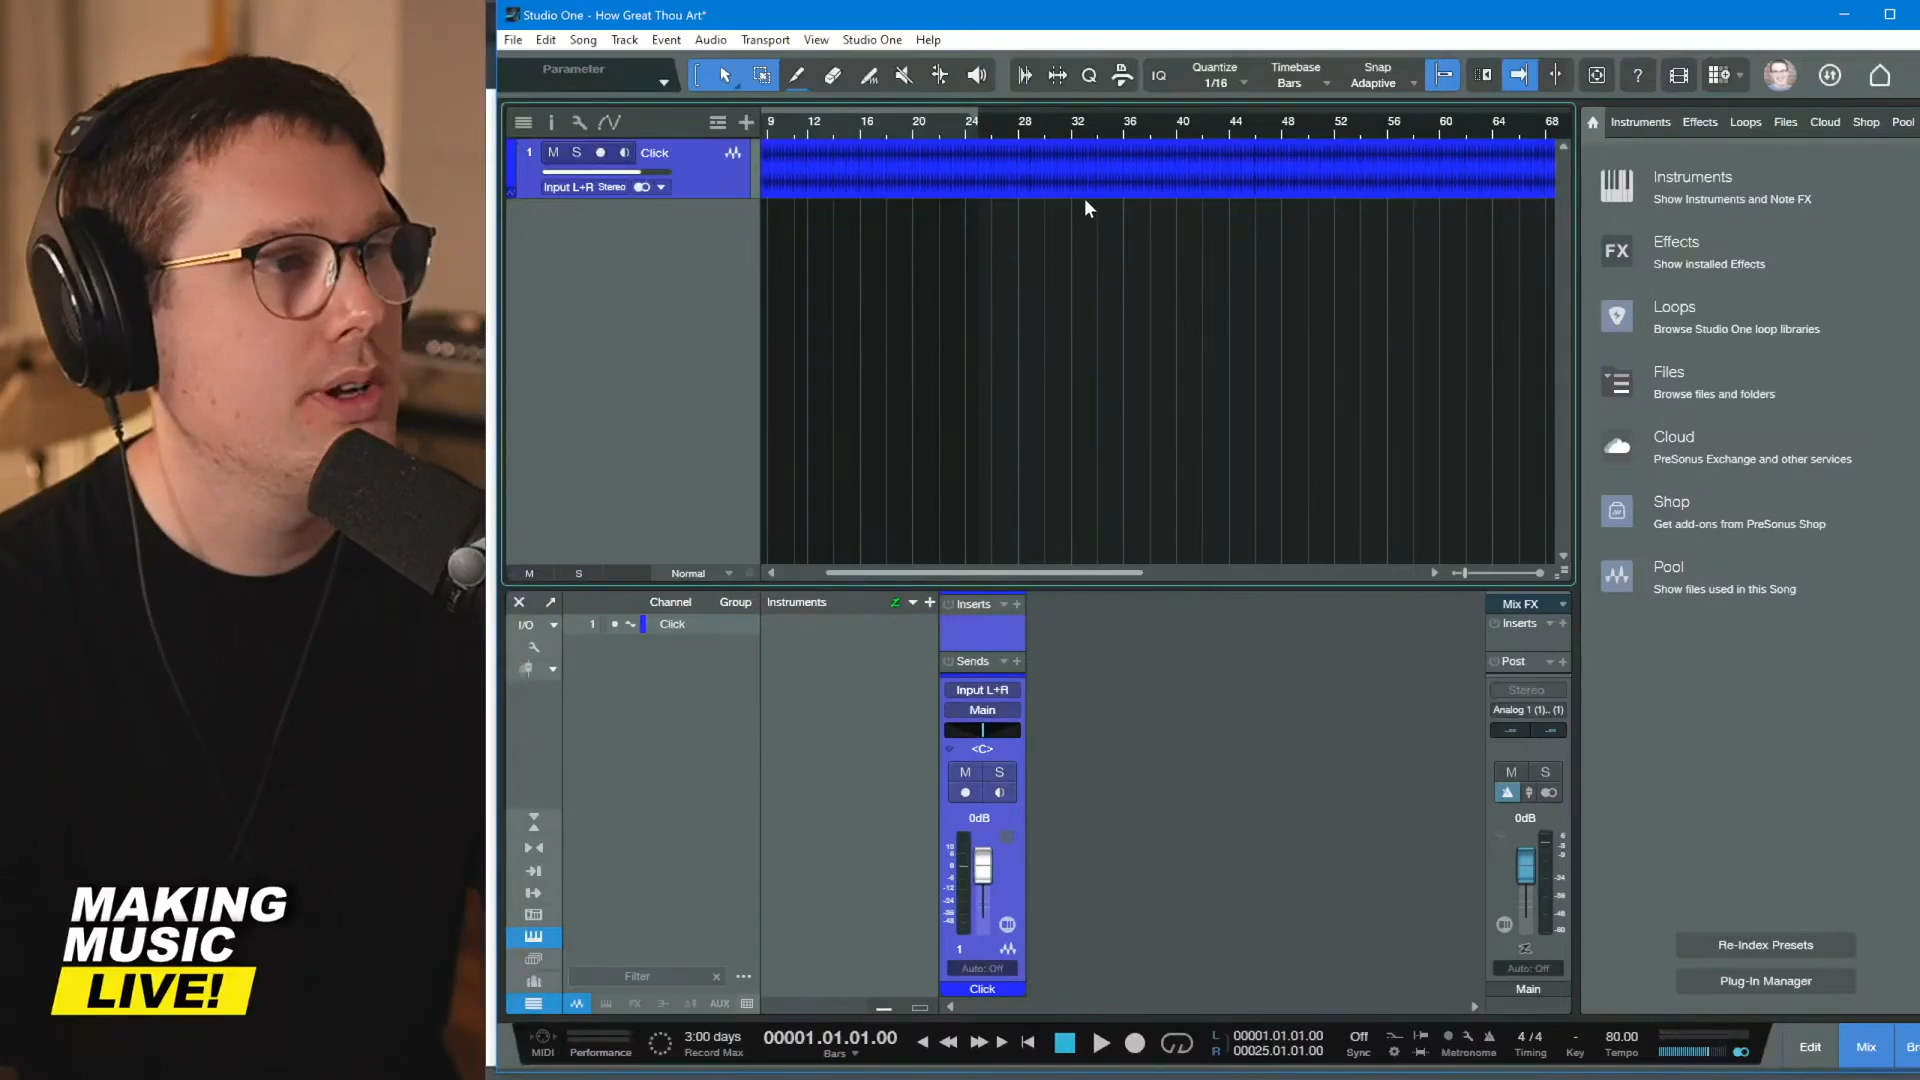 Studio One - How Great Thou Art*
File Edit Song Track Event Audio Transport View Studio One Help
Parameter
IQ
Quantize
1/16
Timebase
Bars
Snap
Adaptive
9 12 16 20 24 28 32 36 40 44 48 52 56 60 64 68
Instruments Effects Loops Files Cloud Shop Pool
1 M S Click
Input L+R Stereo
Instruments
Show Instruments and Note FX
FX
Effects
Show installed Effects
Loops
Browse Studio One loop libraries
Files
Browse files and folders
Cloud
PreSonus Exchange and other services
Shop
Get add-ons from PreSonus Shop
Pool
Show files used in this Song
M S Normal
Channel Group Instruments
I/O
1 Click
Inserts
Sends
Input L+R
Main
<C>
M S
0dB
1
Auto: Off
Click
Mix FX
Inserts
Post
Stereo
Analog 1 (1).. (1)
M S
0dB
Auto: Off
Main
Filter
FX AUX
Re-Index Presets
Plug-In Manager
MAKING
MUSIC
LIVE!
MIDI
Performance
3:00 days
Record Max
00001.01.01.00
Bars
L 00001.01.01.00
R 00025.01.01.00
Off
Sync
Metronome
4 / 4
Timing
-
Key
80.00
Tempo
Edit Mix